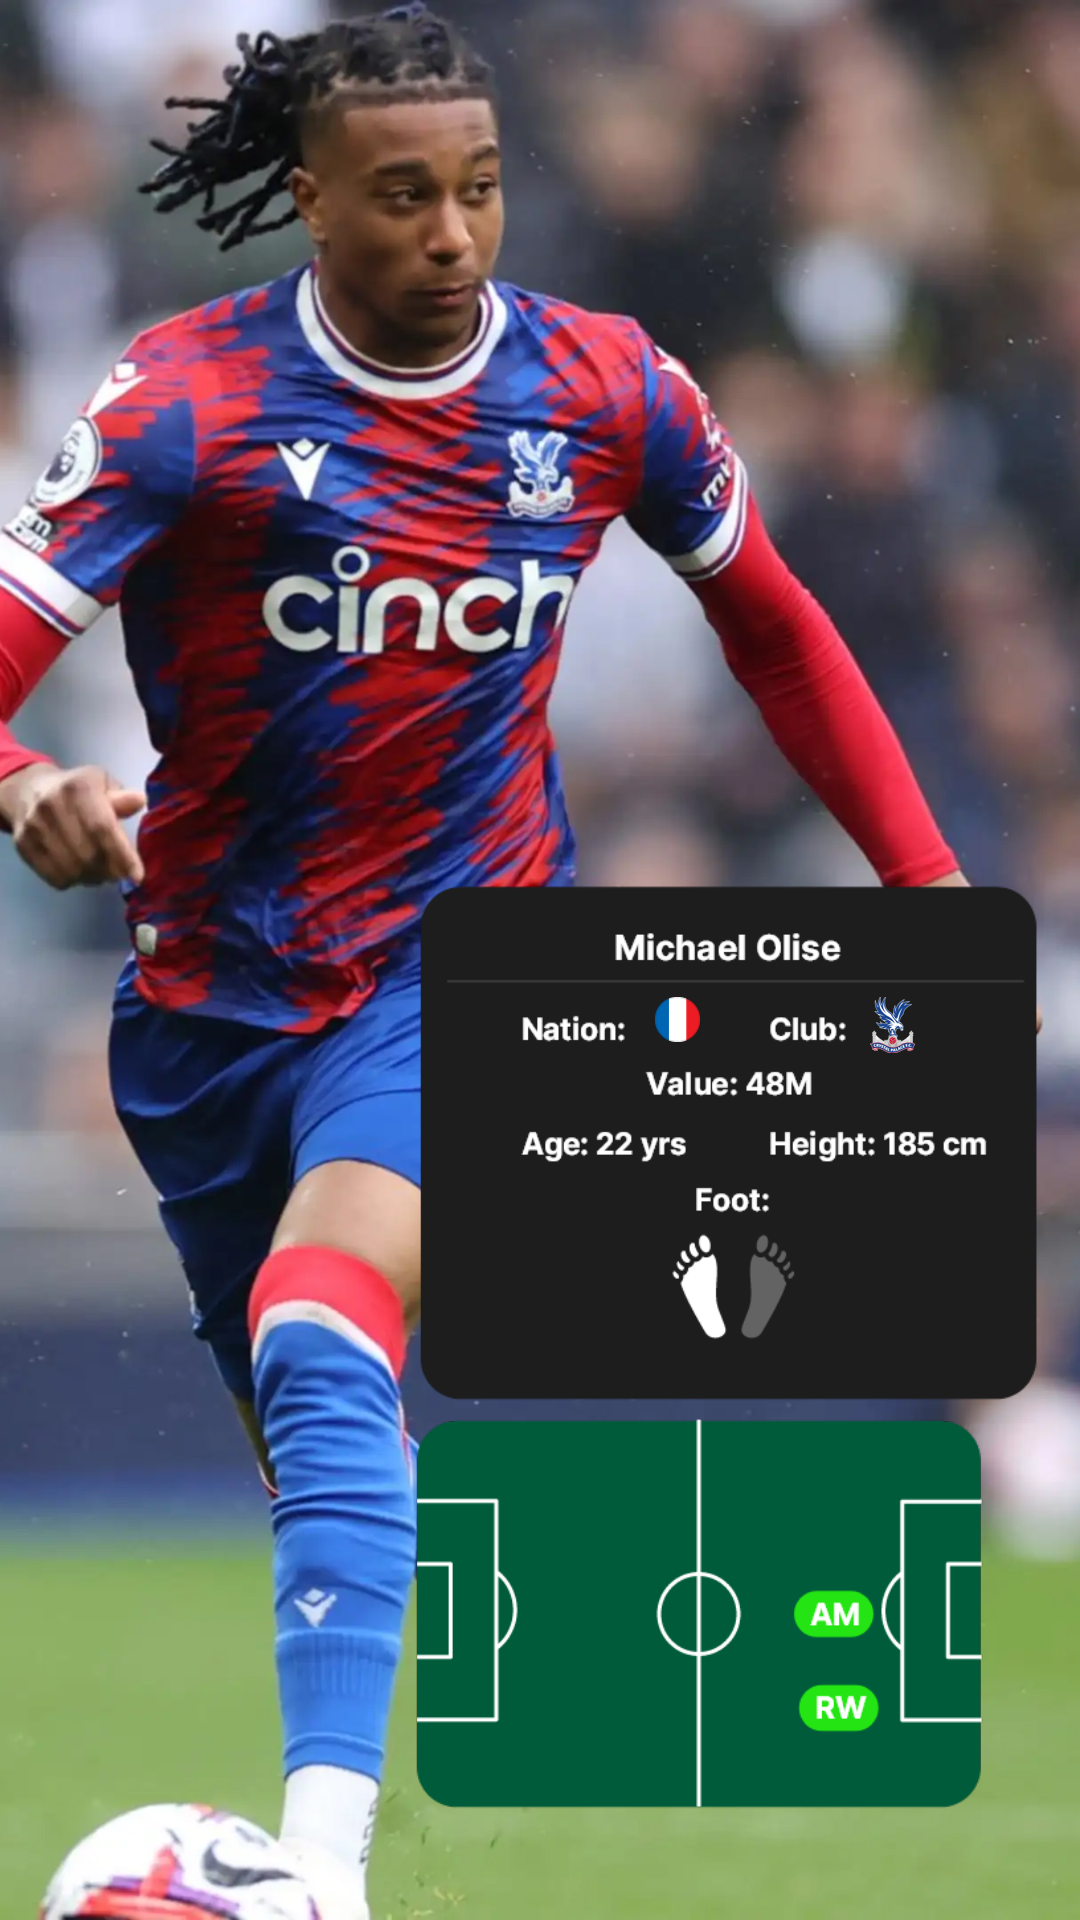 cinch
Michael Olise
Nation:
Club:
Value: 48M
Age: 22 yrs
Height: 185 cm
Foot:
AM
RW